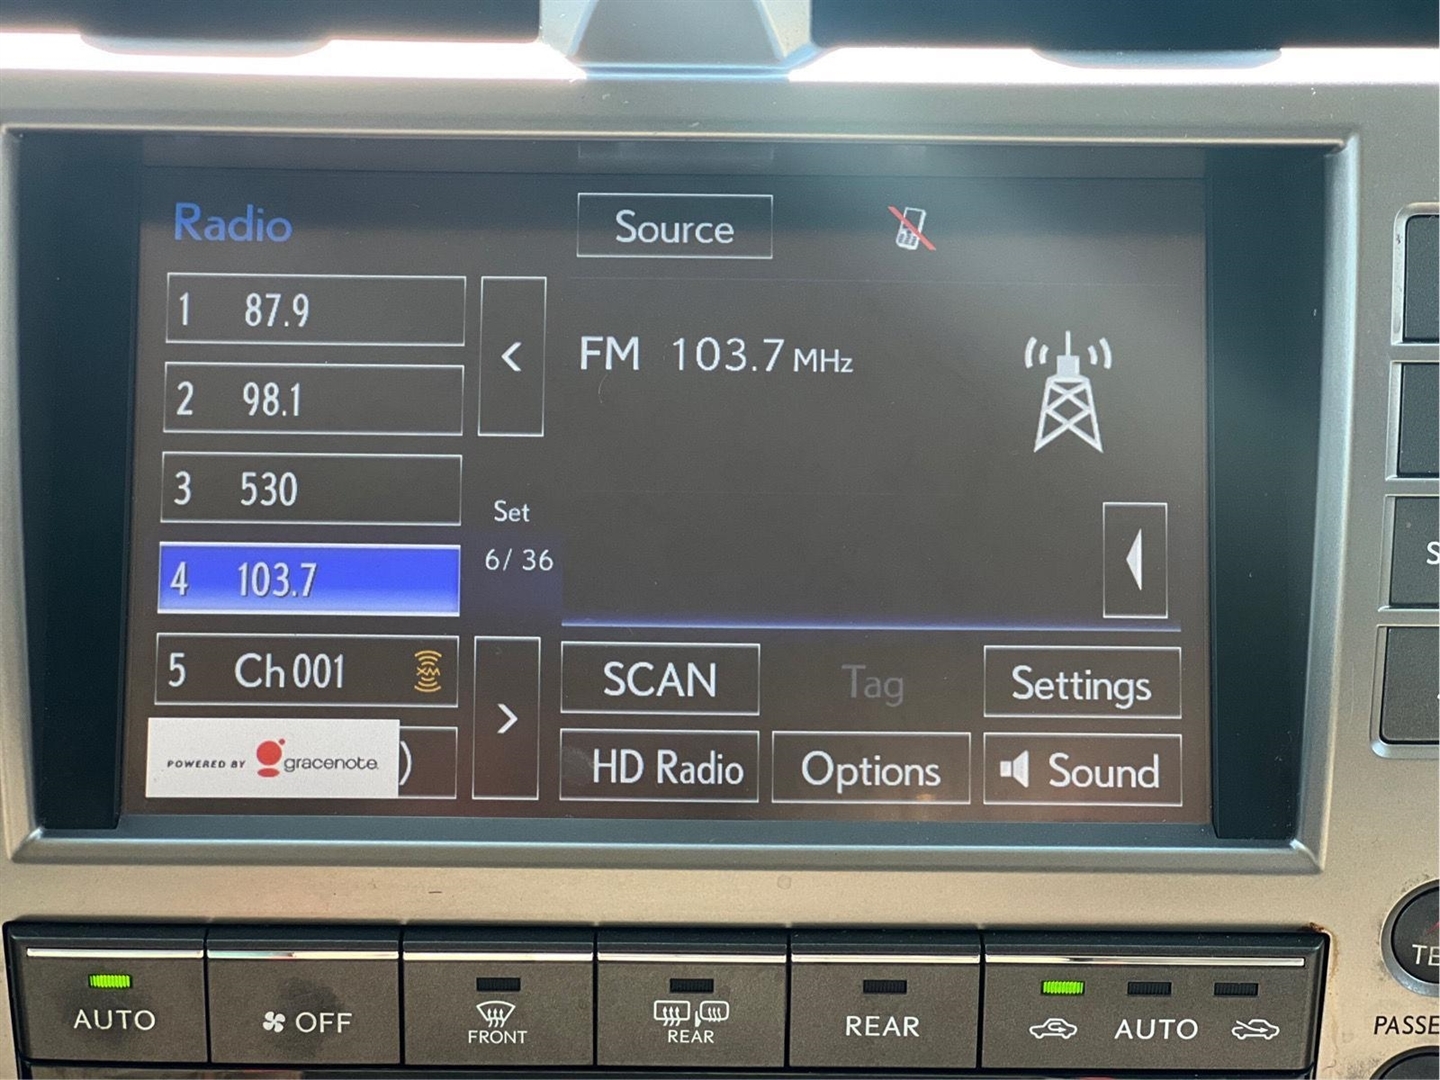 Radio
Source
1 87.9
2 98.1
3 530
4 103.7
5 Ch 001
XM
POWERED BY gracenote.
)
<
Set
6/ 36
>
FM 103.7 MHz
SCAN
Tag
Settings
HD Radio
Options
Sound
AUTO
OFF
FRONT
REAR
REAR
AUTO
TE
PASSE
S